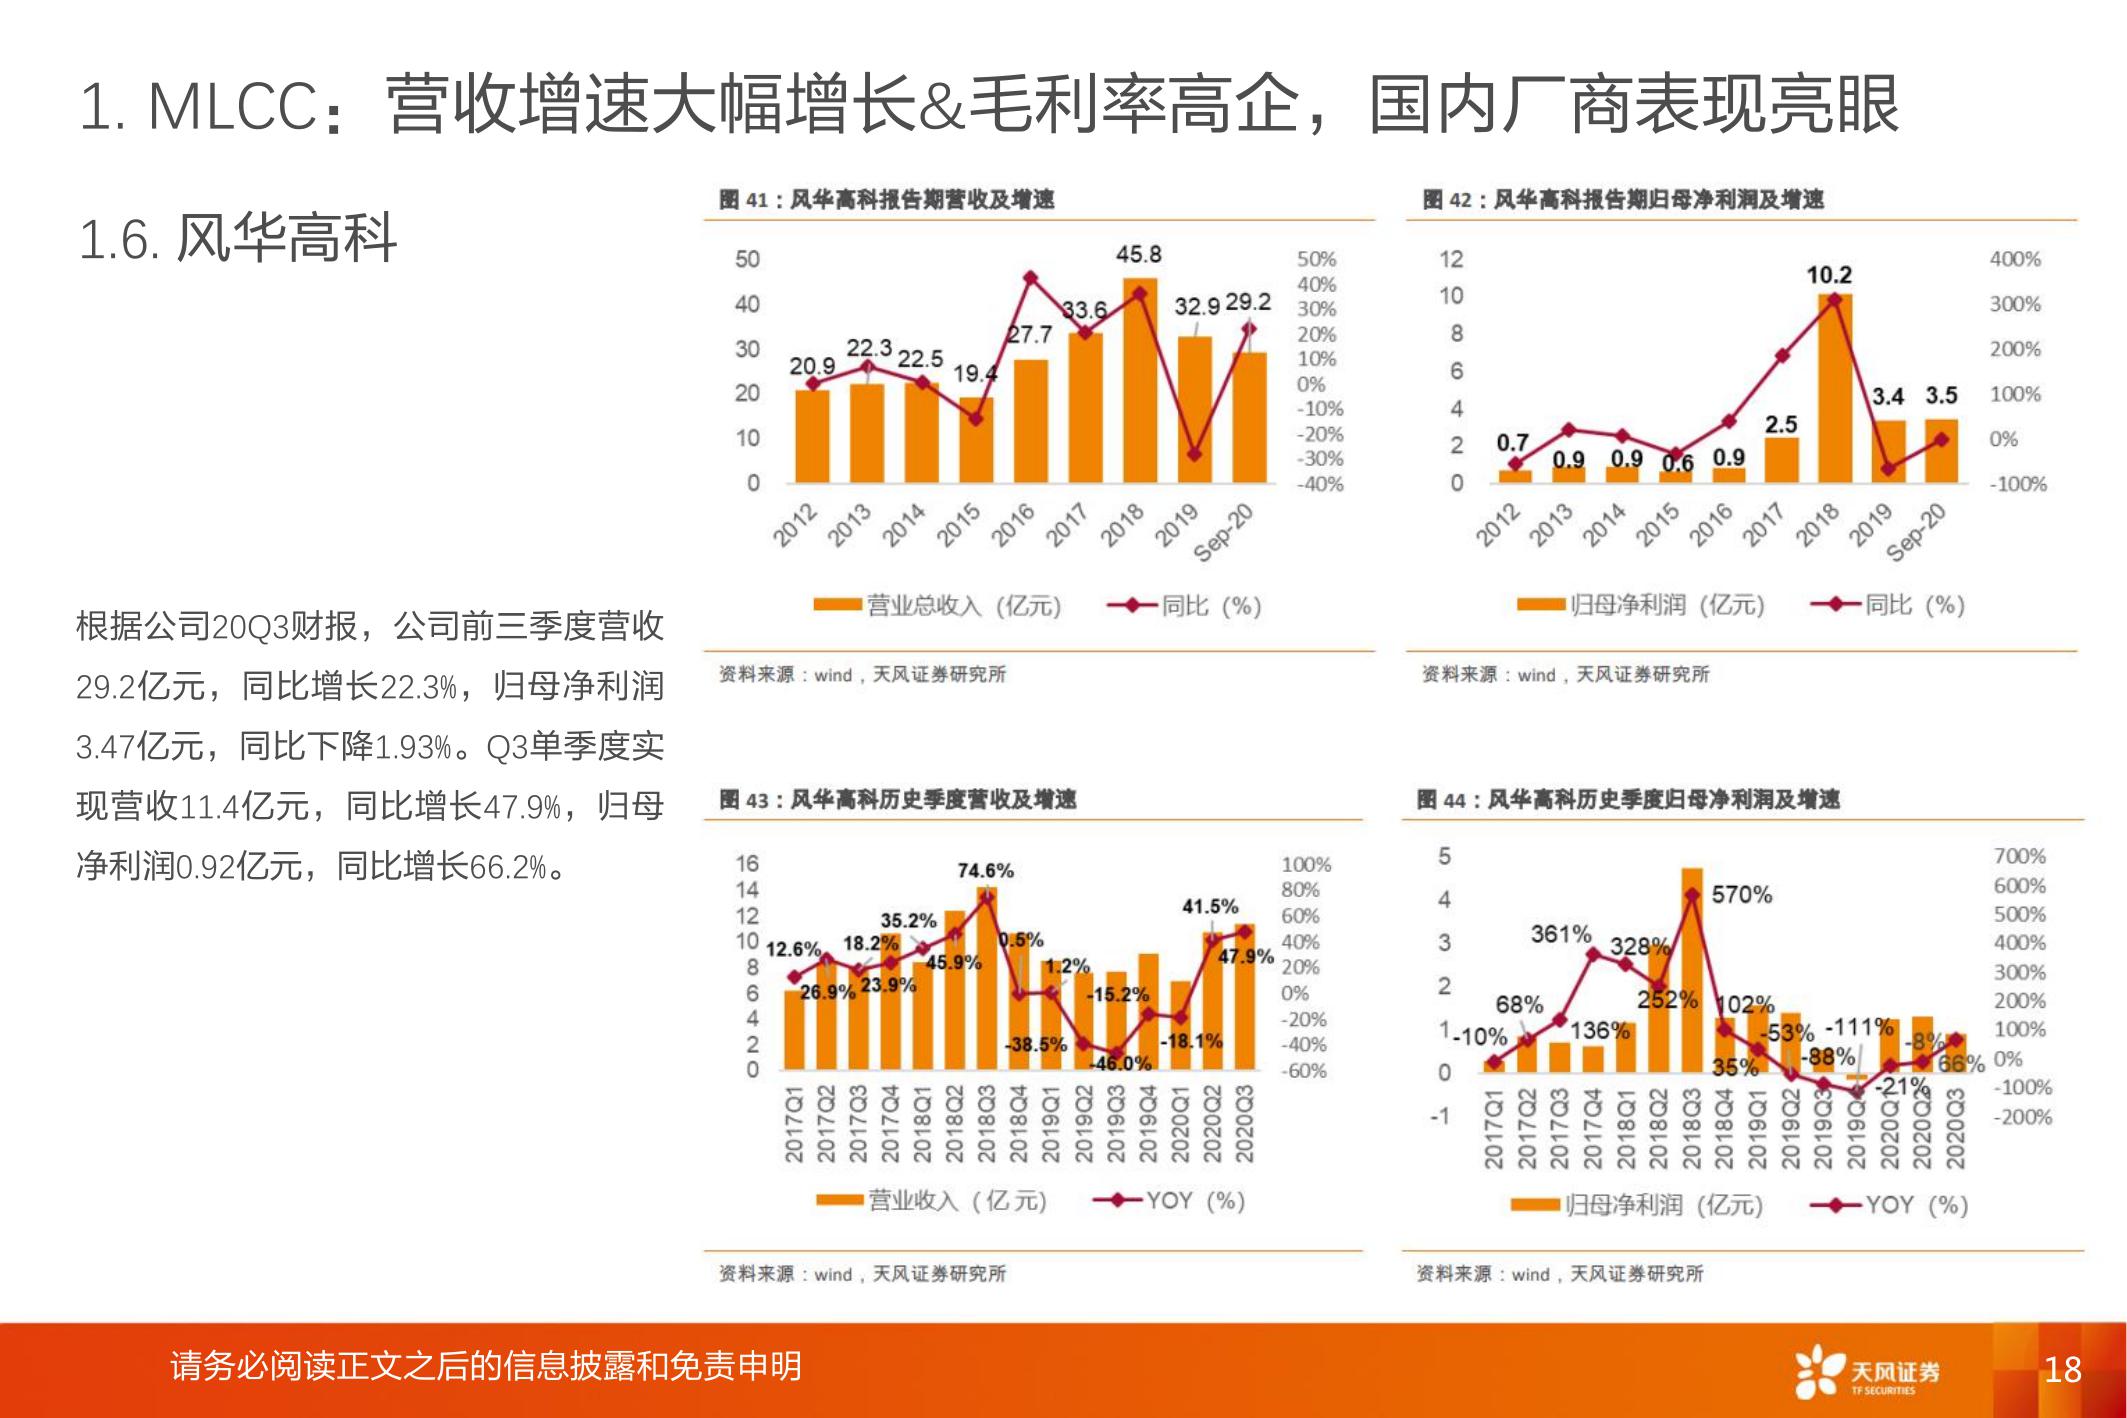 1. MLCC：营收增速大幅增长&毛利率高企，国内厂商表现亮眼
1.6. 风华高科
根据公司20Q3财报，公司前三季度营收
29.2亿元，同比增长22.3%，归母净利润
3.47亿元，同比下降1.93%。Q3单季度实
现营收11.4亿元，同比增长47.9%，归母
净利润0.92亿元，同比增长66.2%。
图 41：风华高科报告期营收及增速
50
40
30
20
10
0
20.9
22.3
22.5
19.4
27.7
33.6
45.8
32.9
29.2
50%
40%
30%
20%
10%
0%
-10%
-20%
-30%
-40%
2012
2013
2014
2015
2016
2017
2018
2019
Sep-20
营业总收入（亿元）
同比（%）
资料来源：wind，天风证券研究所
图 42：风华高科报告期归母净利润及增速
12
10
8
6
4
2
0
0.7
0.9
0.9
0.6
0.9
2.5
10.2
3.4
3.5
400%
300%
200%
100%
0%
-100%
2012
2013
2014
2015
2016
2017
2018
2019
Sep-20
归母净利润（亿元）
同比（%）
资料来源：wind，天风证券研究所
图 43：风华高科历史季度营收及增速
16
14
12
10
8
6
4
2
0
12.6%
26.9%
18.2%
23.9%
35.2%
45.9%
74.6%
0.5%
1.2%
-38.5%
-46.0%
-15.2%
-18.1%
41.5%
47.9%
100%
80%
60%
40%
20%
0%
-20%
-40%
-60%
2017Q1
2017Q2
2017Q3
2017Q4
2018Q1
2018Q2
2018Q3
2018Q4
2019Q1
2019Q2
2019Q3
2019Q4
2020Q1
2020Q2
2020Q3
营业收入（亿元）
YOY（%）
资料来源：wind，天风证券研究所
图 44：风华高科历史季度归母净利润及增速
5
4
3
2
1
0
-1
-10%
68%
136%
361%
328%
252%
570%
102%
35%
-53%
-88%
-111%
-21%
-8%
66%
700%
600%
500%
400%
300%
200%
100%
0%
-100%
-200%
2017Q1
2017Q2
2017Q3
2017Q4
2018Q1
2018Q2
2018Q3
2018Q4
2019Q1
2019Q2
2019Q3
2019Q4
2020Q1
2020Q2
2020Q3
归母净利润（亿元）
YOY（%）
资料来源：wind，天风证券研究所
请务必阅读正文之后的信息披露和免责申明
天风证券
TF SECURITIES
18